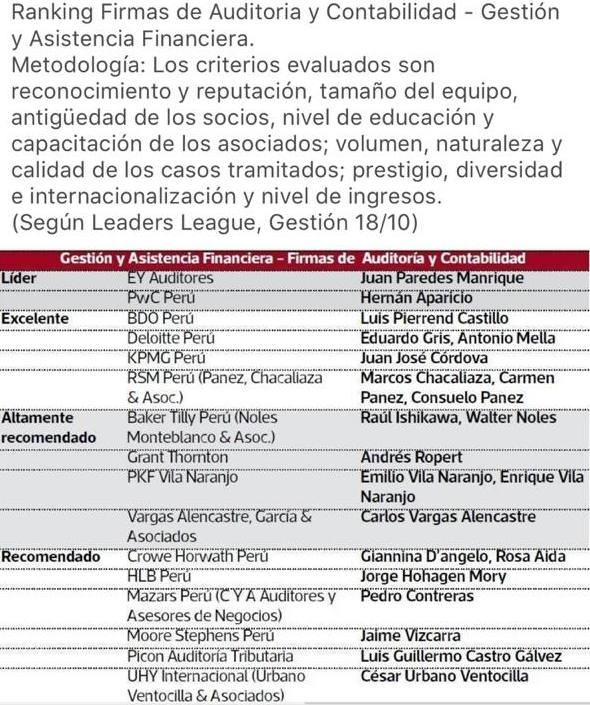 Ranking Firmas de Auditoria y Contabilidad - Gestión
y Asistencia Financiera.
Metodología: Los criterios evaluados son
reconocimiento y reputación, tamaño del equipo,
antigüedad de los socios, nivel de educación y
capacitación de los asociados; volumen, naturaleza y
calidad de los casos tramitados; prestigio, diversidad
e internacionalización y nivel de ingresos.
(Según Leaders League, Gestión 18/10)
Gestión y Asistencia Financiera – Firmas de Auditoría y Contabilidad
Líder EY Auditores Juan Paredes Manrique
PwC Perú Hernán Aparicio
Excelente BDO Perú Luis Pierrend Castillo
Deloitte Perú Eduardo Gris, Antonio Mella
KPMG Perú Juan José Córdova
RSM Perú (Panez, Chacaliaza Marcos Chacaliaza, Carmen
& Asoc.) Panez, Consuelo Panez
Altamente Baker Tilly Perú (Noles Raúl Ishikawa, Walter Noles
recomendado Monteblanco & Asoc.)
Grant Thornton Andrés Ropert
PKF Vila Naranjo Emilio Vila Naranjo, Enrique Vila
Naranjo
Vargas Alencastre, García & Carlos Vargas Alencastre
Asociados
Recomendado Crowe Horwath Perú Giannina D'angelo, Rosa Aida
HLB Perú Jorge Hohagen Mory
Mazars Perú (C Y A Auditores y Pedro Contreras
Asesores de Negocios)
Moore Stephens Perú Jaime Vizcarra
Picon Auditoría Tributaria Luis Guillermo Castro Gálvez
UHY Internacional (Urbano César Urbano Ventocilla
Ventocilla & Asociados)